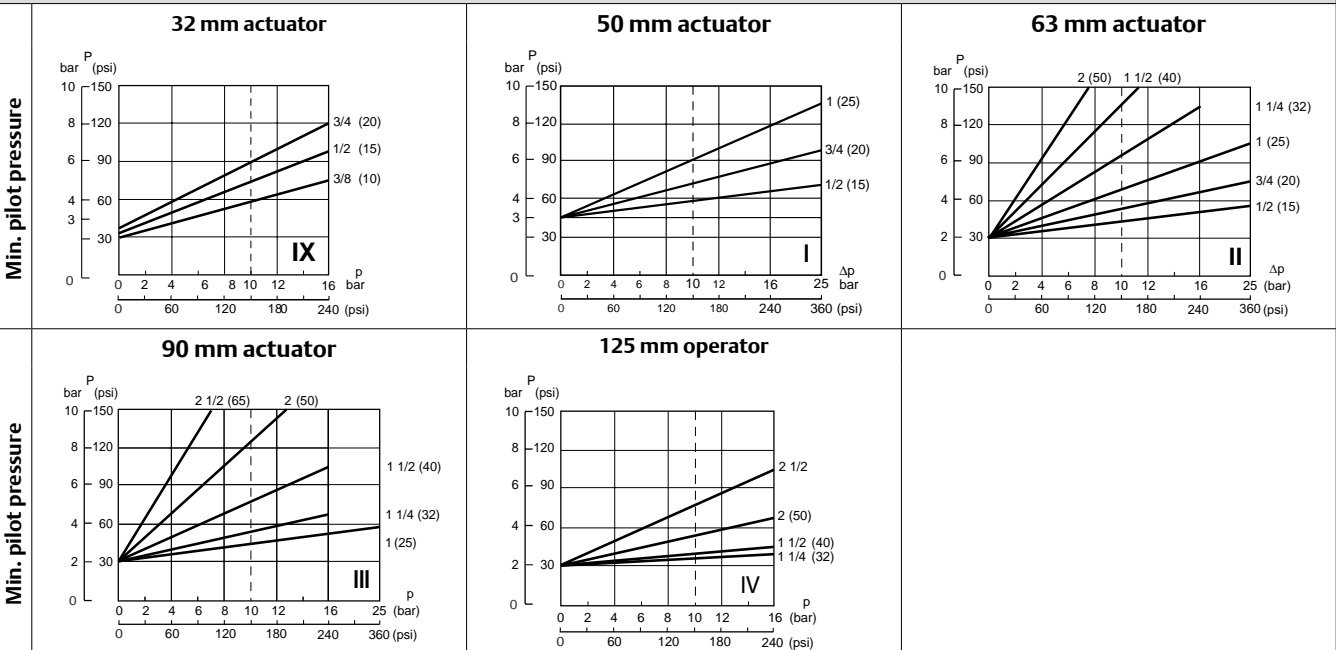 32 mm actuator
Min. pilot pressure
P
bar (psi)
10 150
8 120
6 90
4 60
3
30
0
3/4 (20)
1/2 (15)
3/8 (10)
IX
0 2 4 6 8 10 12 16
p
bar
0 60 120 180 240 (psi)
50 mm actuator
P
bar (psi)
10 150
8 120
6 90
4 60
3
30
0
1 (25)
3/4 (20)
1/2 (15)
I
0 2 4 6 8 10 12 16 25
Δp
bar
0 60 120 180 240 360 (psi)
63 mm actuator
P
bar (psi)
10 150
8 120
6 90
4 60
2 30
0
2 (50) 1 1/2 (40)
1 1/4 (32)
1 (25)
3/4 (20)
1/2 (15)
II
0 2 4 6 8 10 12 16 25
Δp
(bar)
0 60 120 180 240 360 (psi)
90 mm actuator
Min. pilot pressure
P
bar (psi)
10 150
8 120
6 90
4 60
2 30
0
2 1/2 (65) 2 (50)
1 1/2 (40)
1 1/4 (32)
1 (25)
III
0 2 4 6 8 10 12 16 25
p
(bar)
0 60 120 180 240 360 (psi)
125 mm operator
P
bar (psi)
10 150
8 120
6 90
4 60
2 30
0
2 1/2
2 (50)
1 1/2 (40)
1 1/4 (32)
IV
0 2 4 6 8 10 12 16
p
(bar)
0 60 120 180 240 (psi)